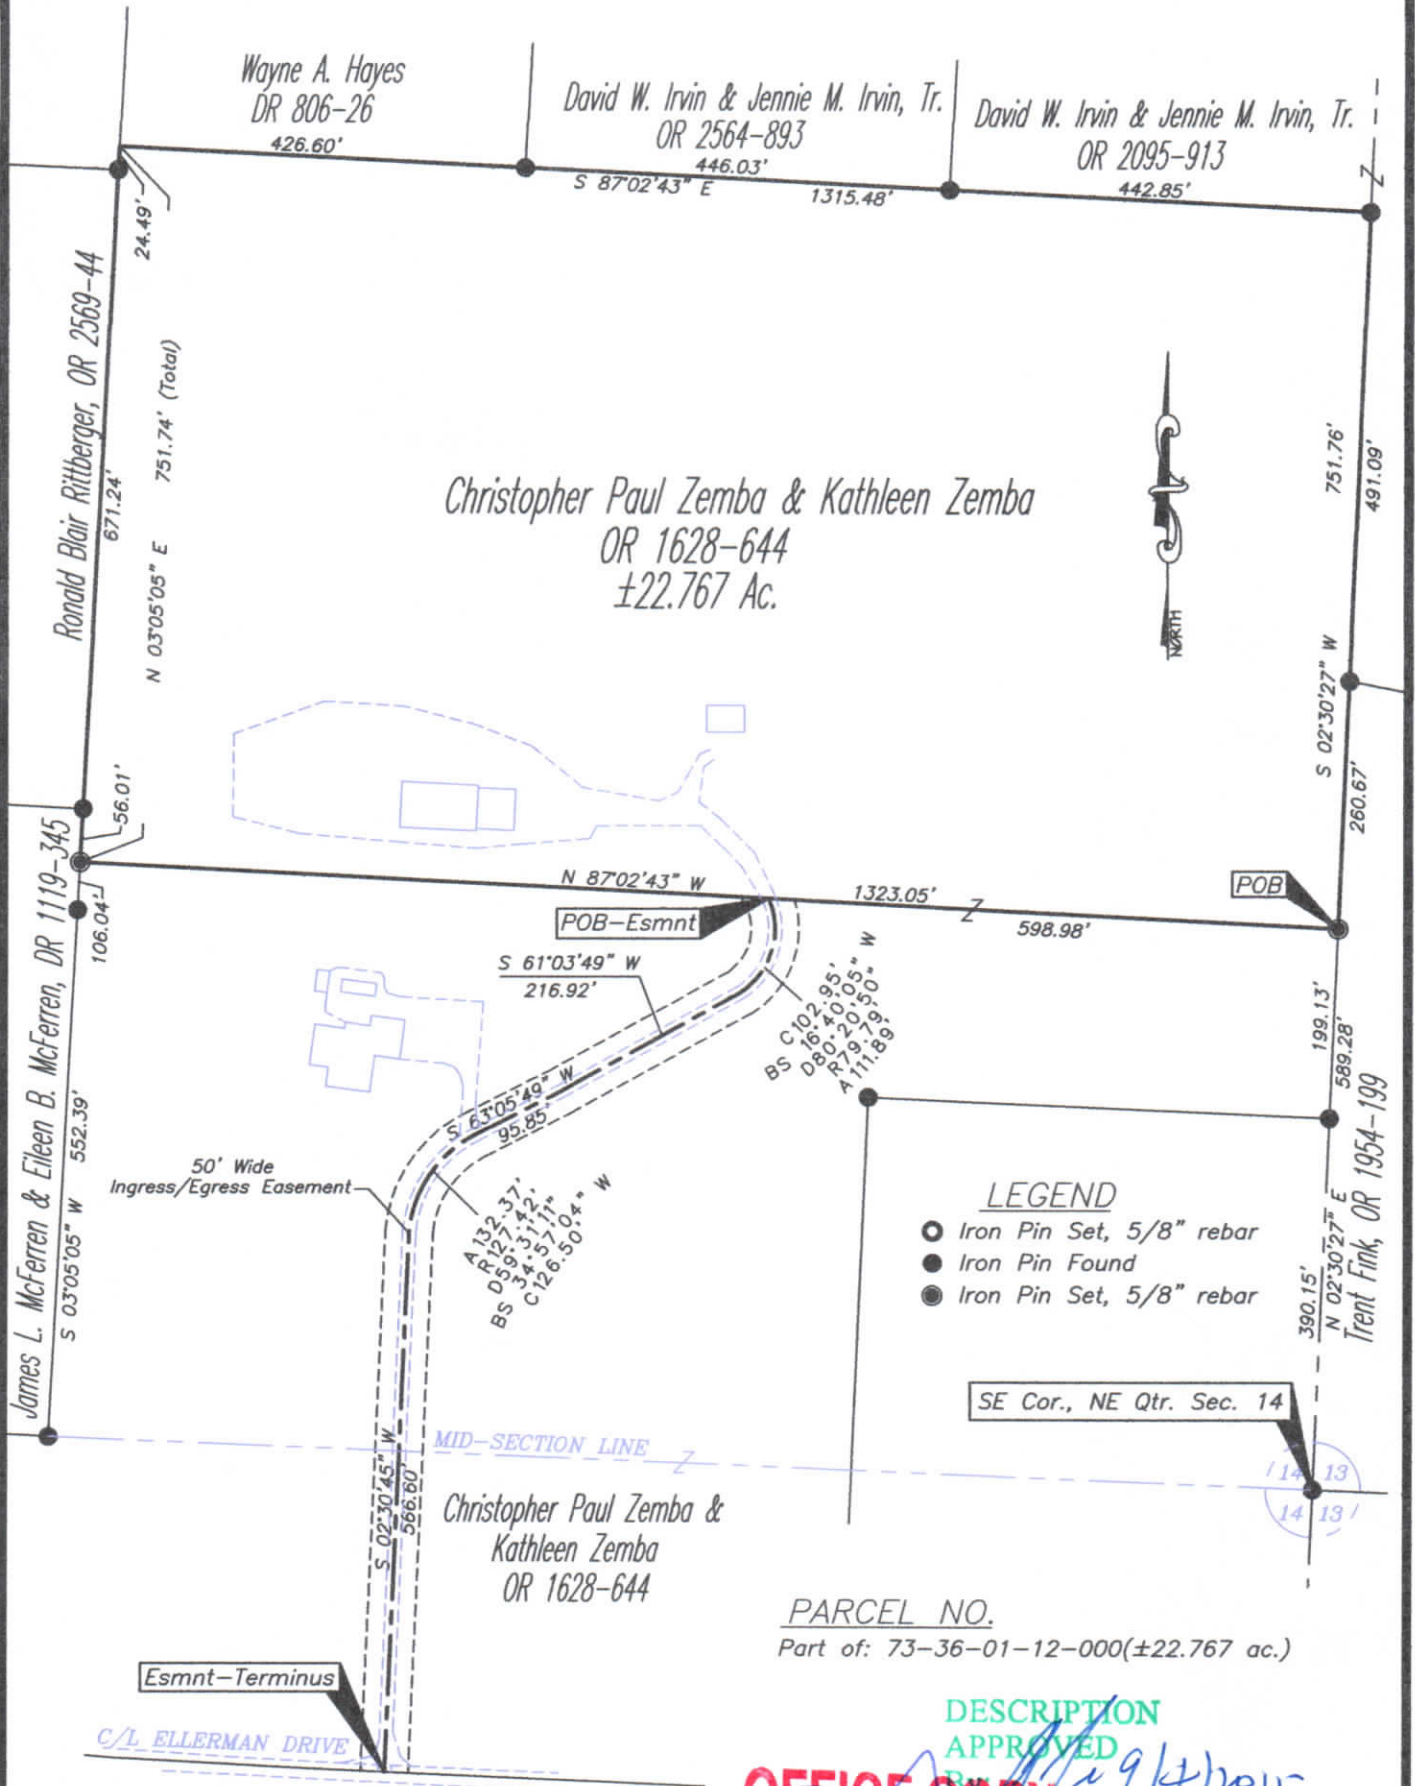 Wayne A. Hayes
DR 806-26
426.60'
David W. Irvin & Jennie M. Irvin, Tr.
OR 2564-893
446.03'
S 87°02'43" E
1315.48'
David W. Irvin & Jennie M. Irvin, Tr.
OR 2095-913
442.85'
Z
24.49'
Ronald Blair Rittberger, OR 2569-44
671.24'
N 03°05'05" E 751.74' (Total)
Christopher Paul Zemba & Kathleen Zemba
OR 1628-644
±22.767 Ac.
NORTH
751.76'
491.09'
S 02°30'27" W
260.67'
56.01'
106.04'
James L. McFerren & Eileen B. McFerren, DR 1119-345
S 03°05'05" W 552.39'
N 87°02'43" W
1323.05'
Z
598.98'
POB
POB-Esmnt
S 61°03'49" W
216.92'
C102.95'
BS 16°40'05" W
D80°20'50"
R79.79'
A111.89'
199.13'
589.28'
S 63°05'49" W
95.85'
50' Wide
Ingress/Egress Easement
A132.37'
R127.42'
D59°31'11"
BS 34°57'04" W
C126.50'
LEGEND
Iron Pin Set, 5/8" rebar
Iron Pin Found
Iron Pin Set, 5/8" rebar
390.15'
N 02°30'27" E
Trent Fink, OR 1954-199
SE Cor., NE Qtr. Sec. 14
14 13
14 13
MID-SECTION LINE
Z
S 02°30'45" W
566.60'
Christopher Paul Zemba &
Kathleen Zemba
OR 1628-644
PARCEL NO.
Part of: 73-36-01-12-000(±22.767 ac.)
Esmnt-Terminus
C/L ELLERMAN DRIVE
DESCRIPTION
APPROVED
By:
OFFICE COPY